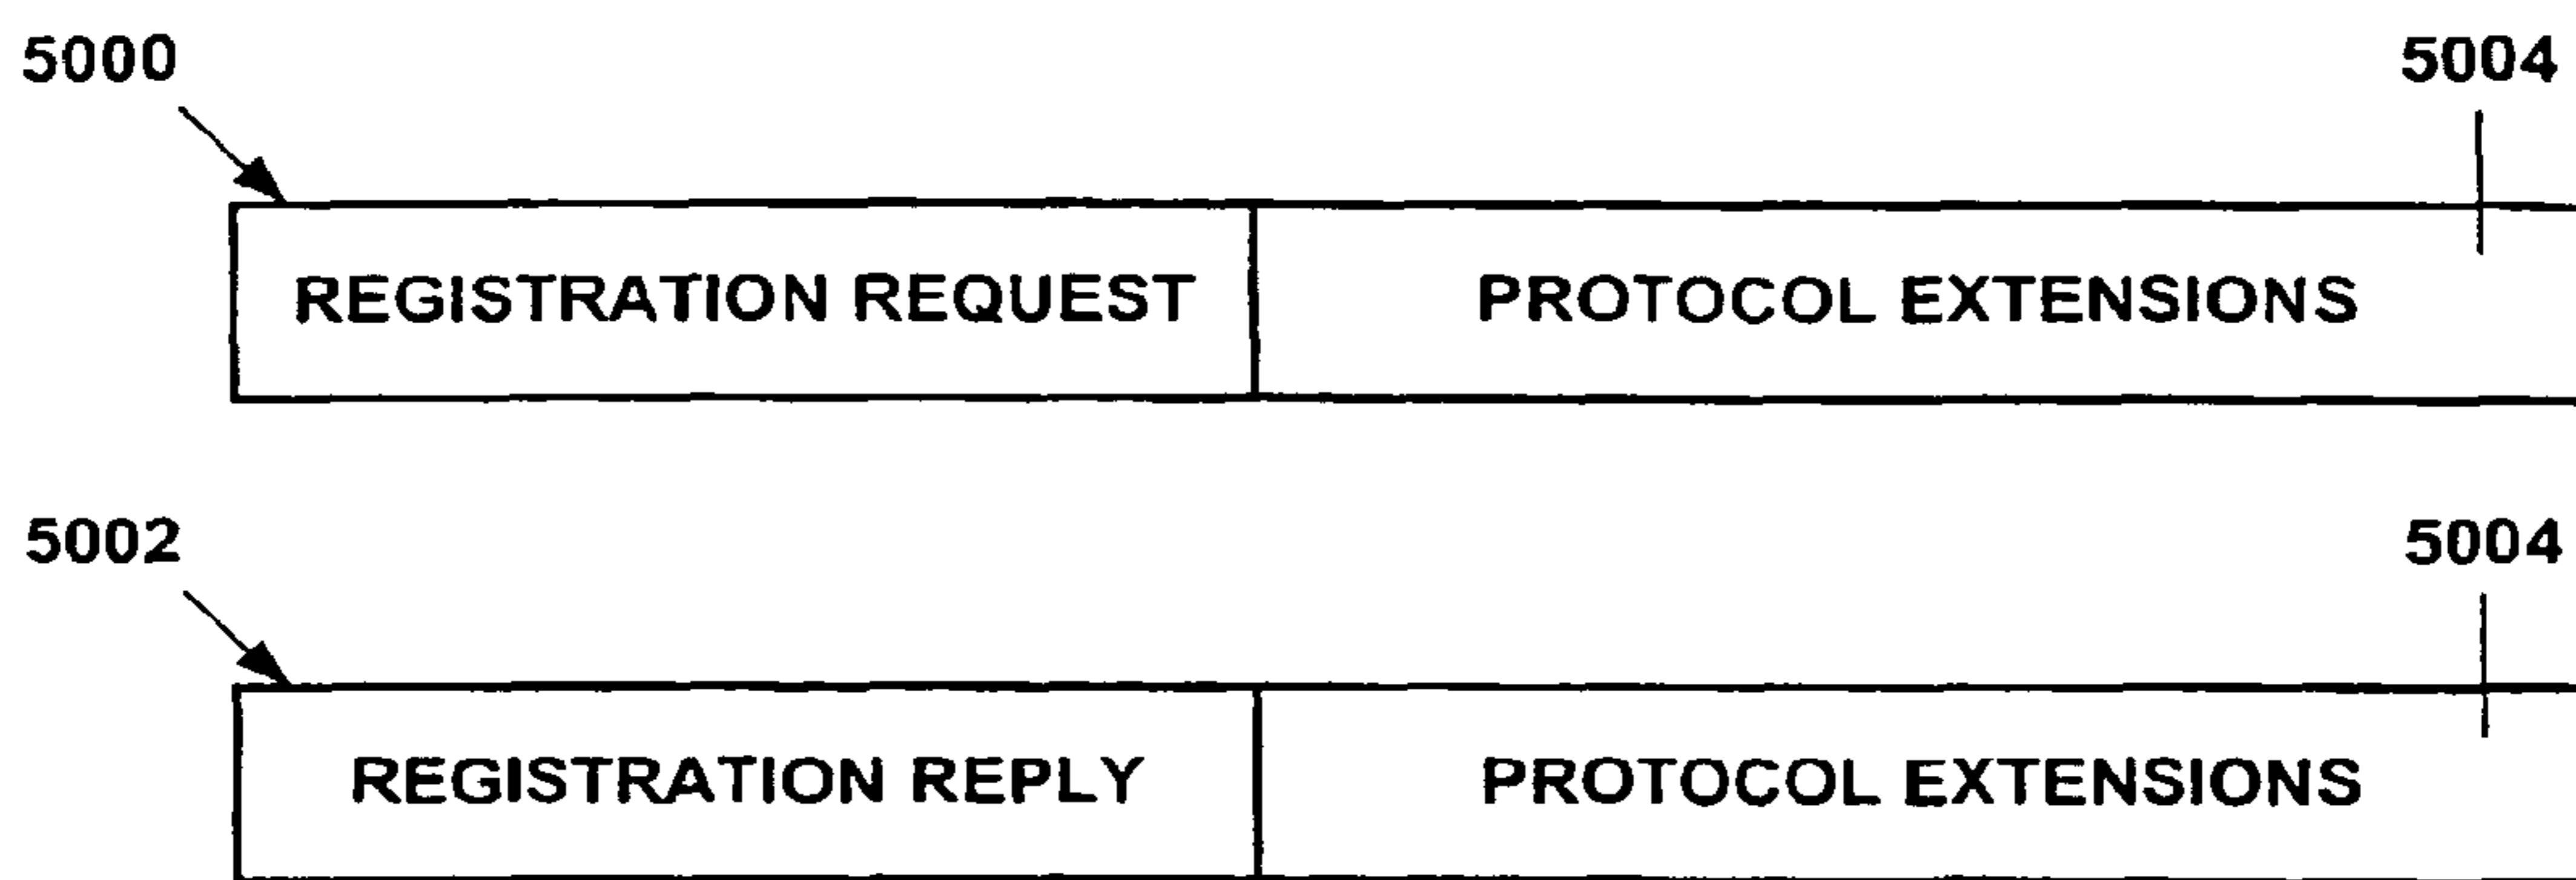 5000 5004
REGISTRATION REQUEST PROTOCOL EXTENSIONS
5002 5004
REGISTRATION REPLY PROTOCOL EXTENSIONS